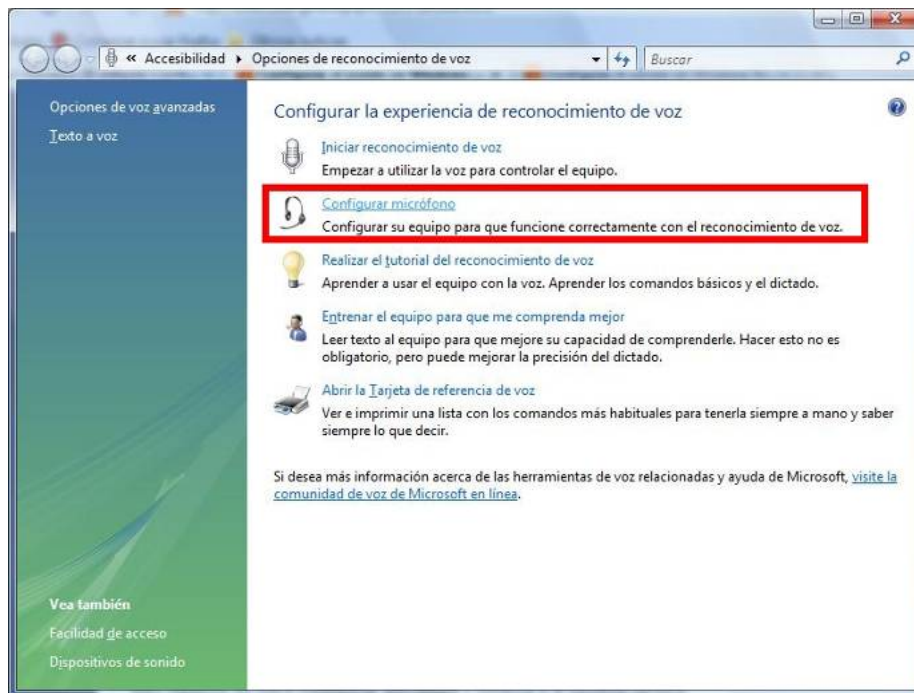 « Accesibilidad ▸ Opciones de reconocimiento de voz
Buscar
Opciones de voz avanzadas
Texto a voz
Configurar la experiencia de reconocimiento de voz
Iniciar reconocimiento de voz
Empezar a utilizar la voz para controlar el equipo.
Configurar micrófono
Configurar su equipo para que funcione correctamente con el reconocimiento de voz.
Realizar el tutorial del reconocimiento de voz
Aprender a usar el equipo con la voz. Aprender los comandos básicos y el dictado.
Entrenar el equipo para que me comprenda mejor
Leer texto al equipo para que mejore su capacidad de comprenderle. Hacer esto no es
obligatorio, pero puede mejorar la precisión del dictado.
Abrir la Tarjeta de referencia de voz
Ver e imprimir una lista con los comandos más habituales para tenerla siempre a mano y saber
siempre lo que decir.
Si desea más información acerca de las herramientas de voz relacionadas y ayuda de Microsoft, visite la
comunidad de voz de Microsoft en línea.
Vea también
Facilidad de acceso
Dispositivos de sonido